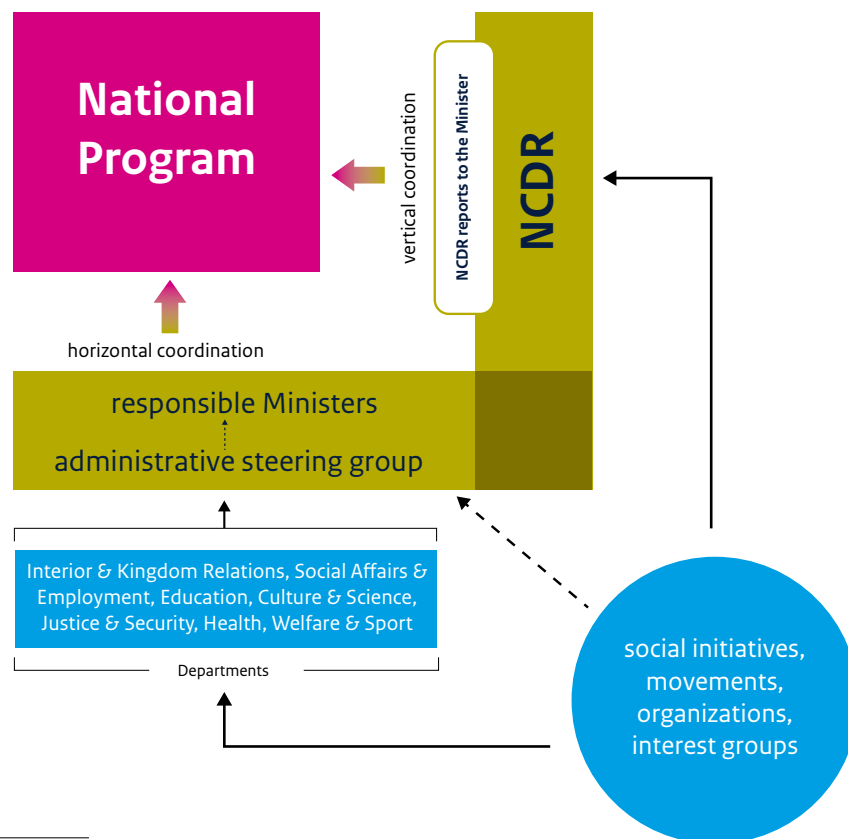 National
Program
vertical coordination
NCDR reports to the Minister
NCDR
horizontal coordination
responsible Ministers
administrative steering group
Interior & Kingdom Relations, Social Affairs &
Employment, Education, Culture & Science,
Justice & Security, Health, Welfare & Sport
Departments
social initiatives,
movements,
organizations,
interest groups